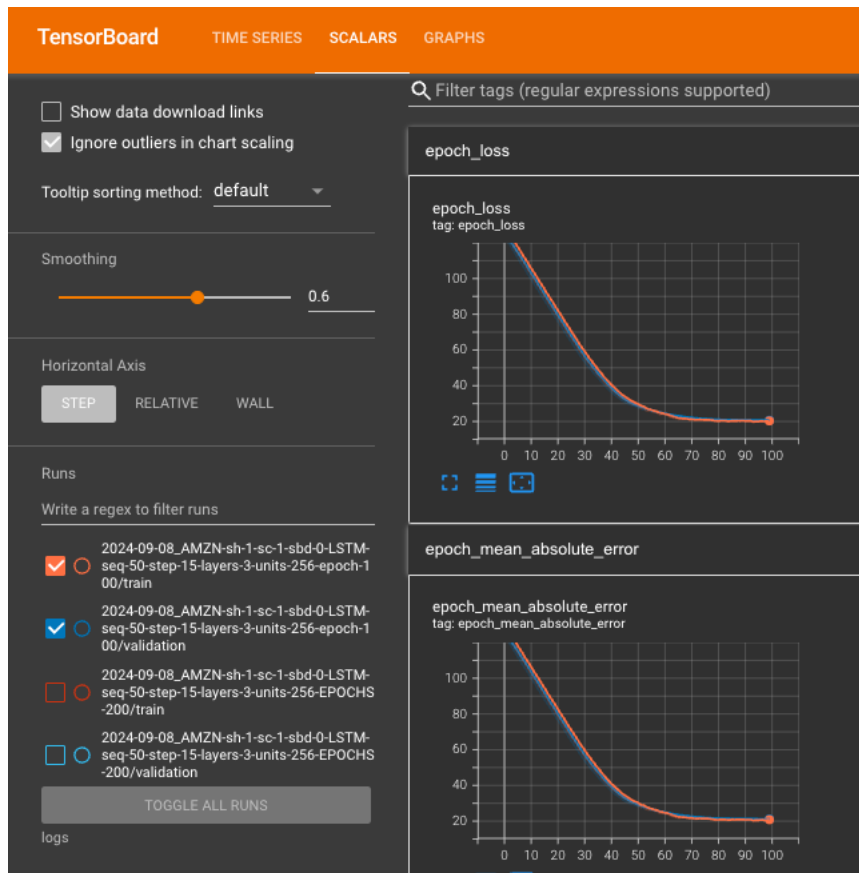 TensorBoard TIME SERIES SCALARS GRAPHS
Show data download links
Ignore outliers in chart scaling
Tooltip sorting method: default
Smoothing
0.6
Horizontal Axis
STEP RELATIVE WALL
Runs
Write a regex to filter runs
2024-09-08_AMZN-sh-1-sc-1-sbd-0-LSTM-
seq-50-step-15-layers-3-units-256-epoch-1
00/train
2024-09-08_AMZN-sh-1-sc-1-sbd-0-LSTM-
seq-50-step-15-layers-3-units-256-epoch-1
00/validation
2024-09-08_AMZN-sh-1-sc-1-sbd-0-LSTM-
seq-50-step-15-layers-3-units-256-EPOCHS
-200/train
2024-09-08_AMZN-sh-1-sc-1-sbd-0-LSTM-
seq-50-step-15-layers-3-units-256-EPOCHS
-200/validation
TOGGLE ALL RUNS
logs
Filter tags (regular expressions supported)
epoch_loss
epoch_loss
tag: epoch_loss
100
80
60
40
20
0 10 20 30 40 50 60 70 80 90 100
epoch_mean_absolute_error
epoch_mean_absolute_error
tag: epoch_mean_absolute_error
100
80
60
40
20
0 10 20 30 40 50 60 70 80 90 100